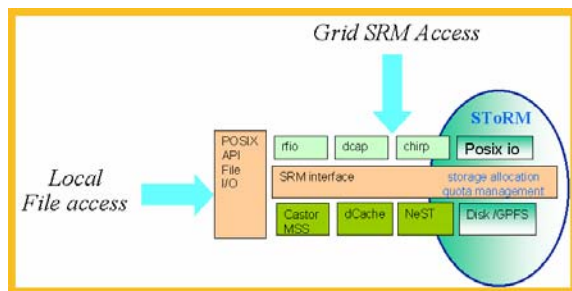 Grid SRM Access
StoRM
POSIX
API
File
I/O
rfio
dcap
chirp
Posix io
Local
File access
SRM interface
storage allocation
quota management
Castor
MSS
dCache
NeST
Disk /GPFS